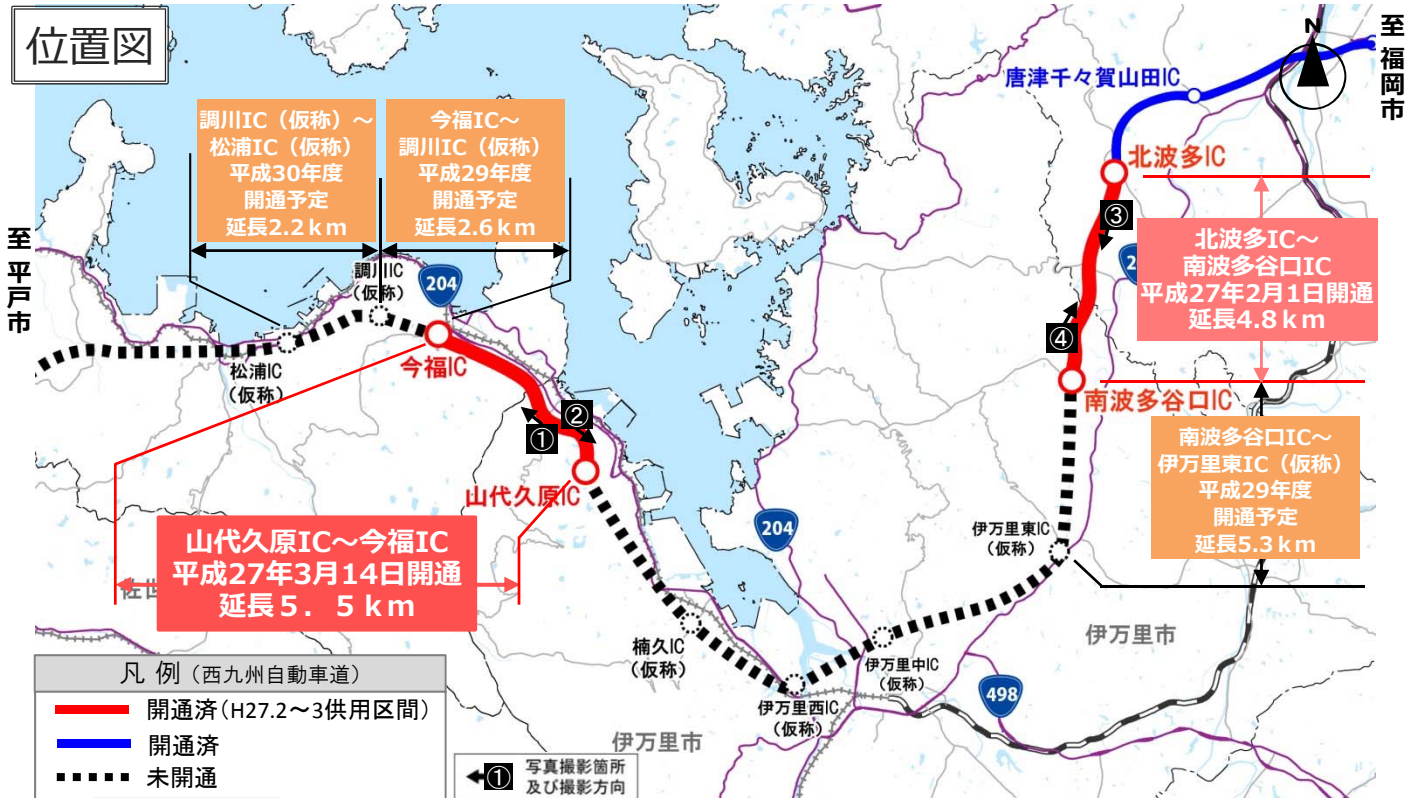 位置図
N
至福岡市
唐津千々賀山田IC
北波多IC
③
北波多IC～
南波多谷口IC
平成27年2月1日開通
延長4.8ｋｍ
④
南波多谷口IC
南波多谷口IC～
伊万里東IC（仮称）
平成29年度
開通予定
延長5.3ｋｍ
調川IC（仮称）～
松浦IC（仮称）
平成30年度
開通予定
延長2.2ｋｍ
今福IC～
調川IC（仮称）
平成29年度
開通予定
延長2.6ｋｍ
至平戸市
調川IC
（仮称）
204
松浦IC
（仮称）
今福IC
①
②
山代久原IC
山代久原IC～今福IC
平成27年3月14日開通
延長５．５ｋｍ
204
伊万里東IC
（仮称）
楠久IC
（仮称）
伊万里中IC
（仮称）
伊万里西IC
（仮称）
498
伊万里市
伊万里市
凡 例（西九州自動車道）
開通済（H27.2～3供用区間）
開通済
未開通
①
写真撮影箇所
及び撮影方向